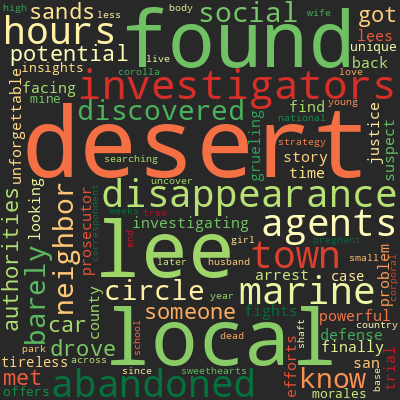 high
body
wife
less
sands
social
got
hours
found
lees
potential
corolla
live
unique
insights
love
back
facing
investigators
mine
discovered
young
find
national
unforgettable
grueling
strategy
story
justice
suspect
time
desert
searching
uncover
disappearance
authorities
looking
neighbor
prosecutor
correspondent
weeks
tree
investigating
agents
barely
lee
girl
pregnant
end
later
husband
town
small
circle
arrest
case
problem
corporal
county
marine
year
someone
fights
powerful
car
local
country
school
dead
shaft
defense
drove
efforts
finally
base
trial
park
across
tireless
since
sweethearts
san
met
abandoned
know
offers
morales